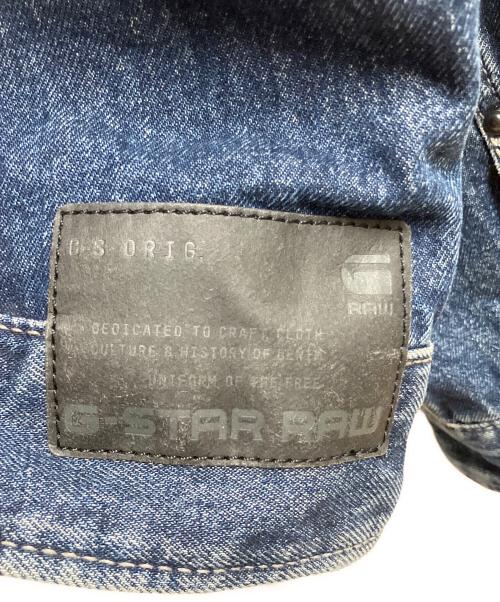 G-S ORIG.
RAW
DEDICATED TO CRAFT CLOTH
CULTURE & HISTORY OF DENIM
UNIFORM OF THE FREE
G-STAR RAW